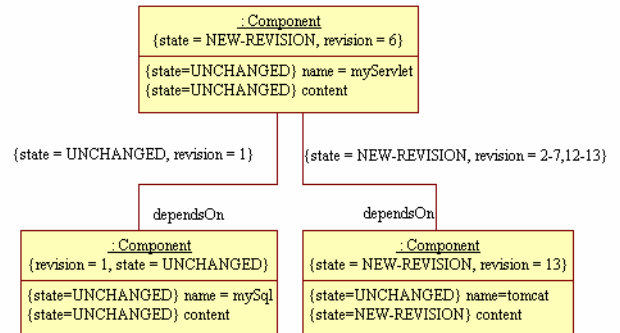 : Component
{state = NEW-REVISION, revision = 6}
{state=UNCHANGED} name = myServlet
{state=UNCHANGED} content
{state = UNCHANGED, revision = 1}
{state = NEW-REVISION, revision = 2-7,12-13}
dependsOn
dependsOn
: Component
{revision = 1, state = UNCHANGED}
{state=UNCHANGED} name = mySql
{state=UNCHANGED} content
: Component
{state = NEW-REVISION, revision = 13}
{state=UNCHANGED} name=tomcat
{state=NEW-REVISION} content